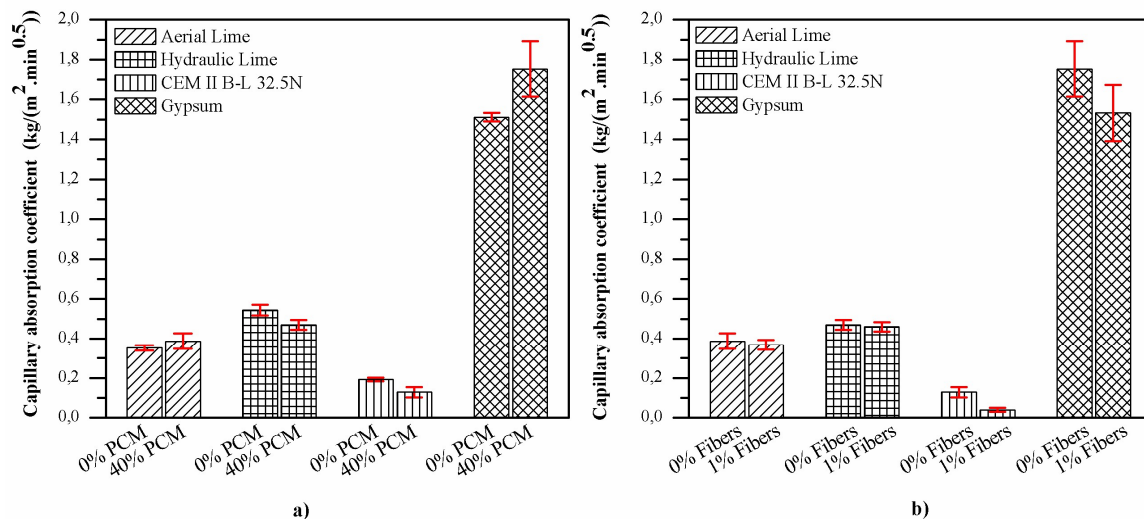 Capillary absorption coefficient (kg/(m².min^0.5))
2,0
1,8
1,6
1,4
1,2
1,0
0,8
0,6
0,4
0,2
0,0
Aerial Lime
Hydraulic Lime
CEM II B-L 32.5N
Gypsum
0% PCM
40% PCM
0% PCM
40% PCM
0% PCM
40% PCM
0% PCM
40% PCM
a)
Capillary absorption coefficient (kg/(m².min^0.5))
2,0
1,8
1,6
1,4
1,2
1,0
0,8
0,6
0,4
0,2
0,0
Aerial Lime
Hydraulic Lime
CEM II B-L 32.5N
Gypsum
0% Fibers
1% Fibers
0% Fibers
1% Fibers
0% Fibers
1% Fibers
0% Fibers
1% Fibers
b)